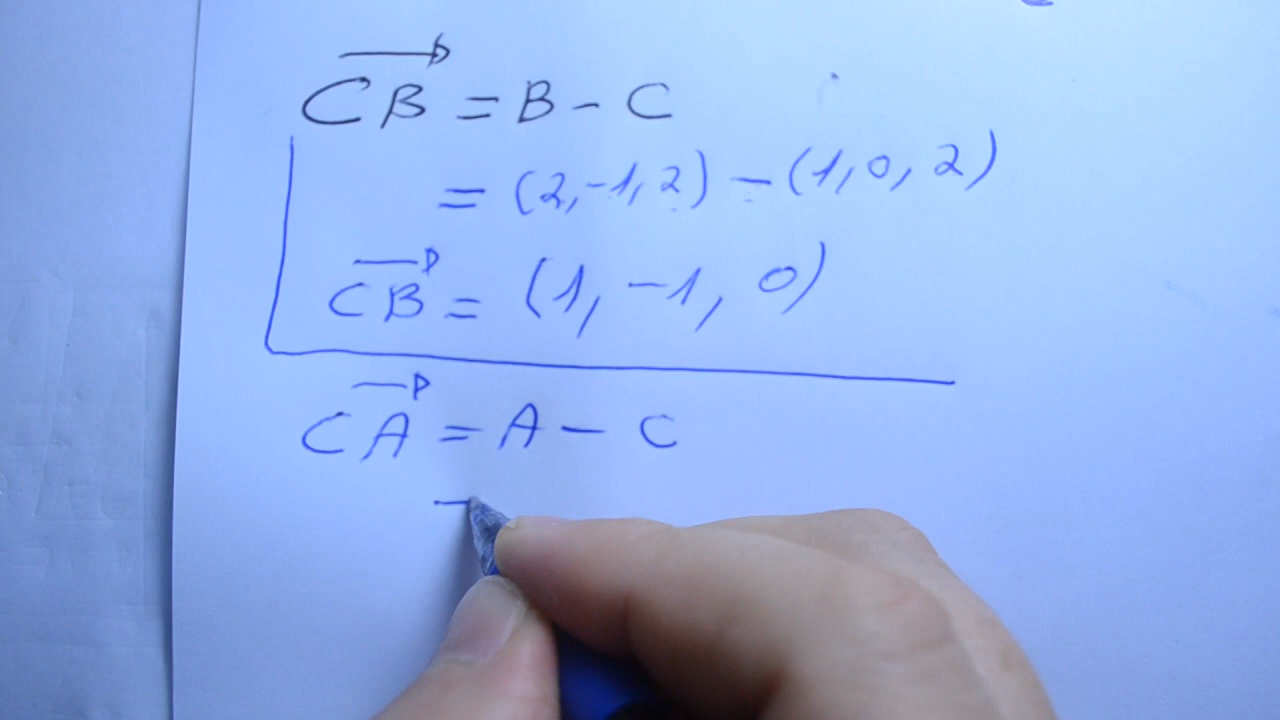 CB = B - C
= (2,-1,2) - (1,0,2)
CB = (1,-1,0)
CA = A - C